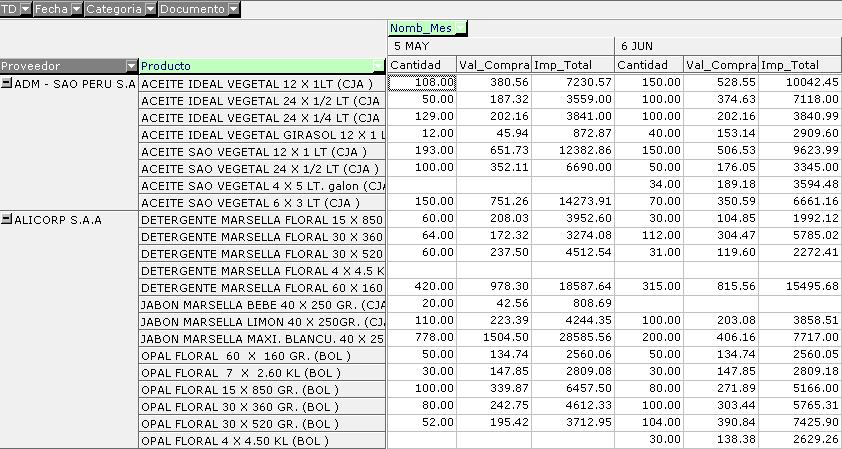 TD Fecha Categoria Documento
Nomb_Mes
5 MAY 6 JUN
Proveedor Producto Cantidad Val_Compra Imp_Total Cantidad Val_Compra Imp_Total
ADM - SAO PERU S.A ACEITE IDEAL VEGETAL 12 X 1LT (CJA ) 108.00 380.56 7230.57 150.00 528.55 10042.45
ACEITE IDEAL VEGETAL 24 X 1/2 LT (CJA 50.00 187.32 3559.00 100.00 374.63 7118.00
ACEITE IDEAL VEGETAL 24 X 1/4 LT (CJA 129.00 202.16 3841.00 100.00 202.16 3840.99
ACEITE IDEAL VEGETAL GIRASOL 12 X 1 L 12.00 45.94 872.87 40.00 153.14 2909.60
ACEITE SAO VEGETAL 12 X 1 LT (CJA ) 193.00 651.73 12382.86 150.00 506.53 9623.99
ACEITE SAO VEGETAL 24 X 1/2 LT (CJA ) 100.00 352.11 6690.00 50.00 176.05 3345.00
ACEITE SAO VEGETAL 4 X 5 LT. galon (CJA 34.00 189.18 3594.48
ACEITE SAO VEGETAL 6 X 3 LT (CJA ) 150.00 751.26 14273.91 70.00 350.59 6661.16
ALICORP S.A.A DETERGENTE MARSELLA FLORAL 15 X 850 60.00 208.03 3952.60 30.00 104.85 1992.12
DETERGENTE MARSELLA FLORAL 30 X 360 64.00 172.32 3274.08 112.00 304.47 5785.02
DETERGENTE MARSELLA FLORAL 30 X 520 60.00 237.50 4512.54 31.00 119.60 2272.41
DETERGENTE MARSELLA FLORAL 4 X 4.5 K
DETERGENTE MARSELLA FLORAL 60 X 160 420.00 978.30 18587.64 315.00 815.56 15495.68
JABON MARSELLA BEBE 40 X 250 GR. (CJA 20.00 42.56 808.69
JABON MARSELLA LIMON 40 X 250GR. (CJA 110.00 223.39 4244.35 100.00 203.08 3858.51
JABON MARSELLA MAXI. BLANCU. 40 X 25 778.00 1504.50 28585.56 200.00 406.16 7717.00
OPAL FLORAL 60 X 160 GR. (BOL ) 50.00 134.74 2560.06 50.00 134.74 2560.05
OPAL FLORAL 7 X 2.60 KL (BOL ) 30.00 147.85 2809.08 30.00 147.85 2809.18
OPAL FLORAL 15 X 850 GR. (BOL ) 100.00 339.87 6457.50 80.00 271.89 5166.00
OPAL FLORAL 30 X 360 GR. (BOL ) 80.00 242.75 4612.33 100.00 303.44 5765.31
OPAL FLORAL 30 X 520 GR. (BOL ) 52.00 195.42 3712.95 104.00 390.84 7425.90
OPAL FLORAL 4 X 4.50 KL (BOL ) 30.00 138.38 2629.26